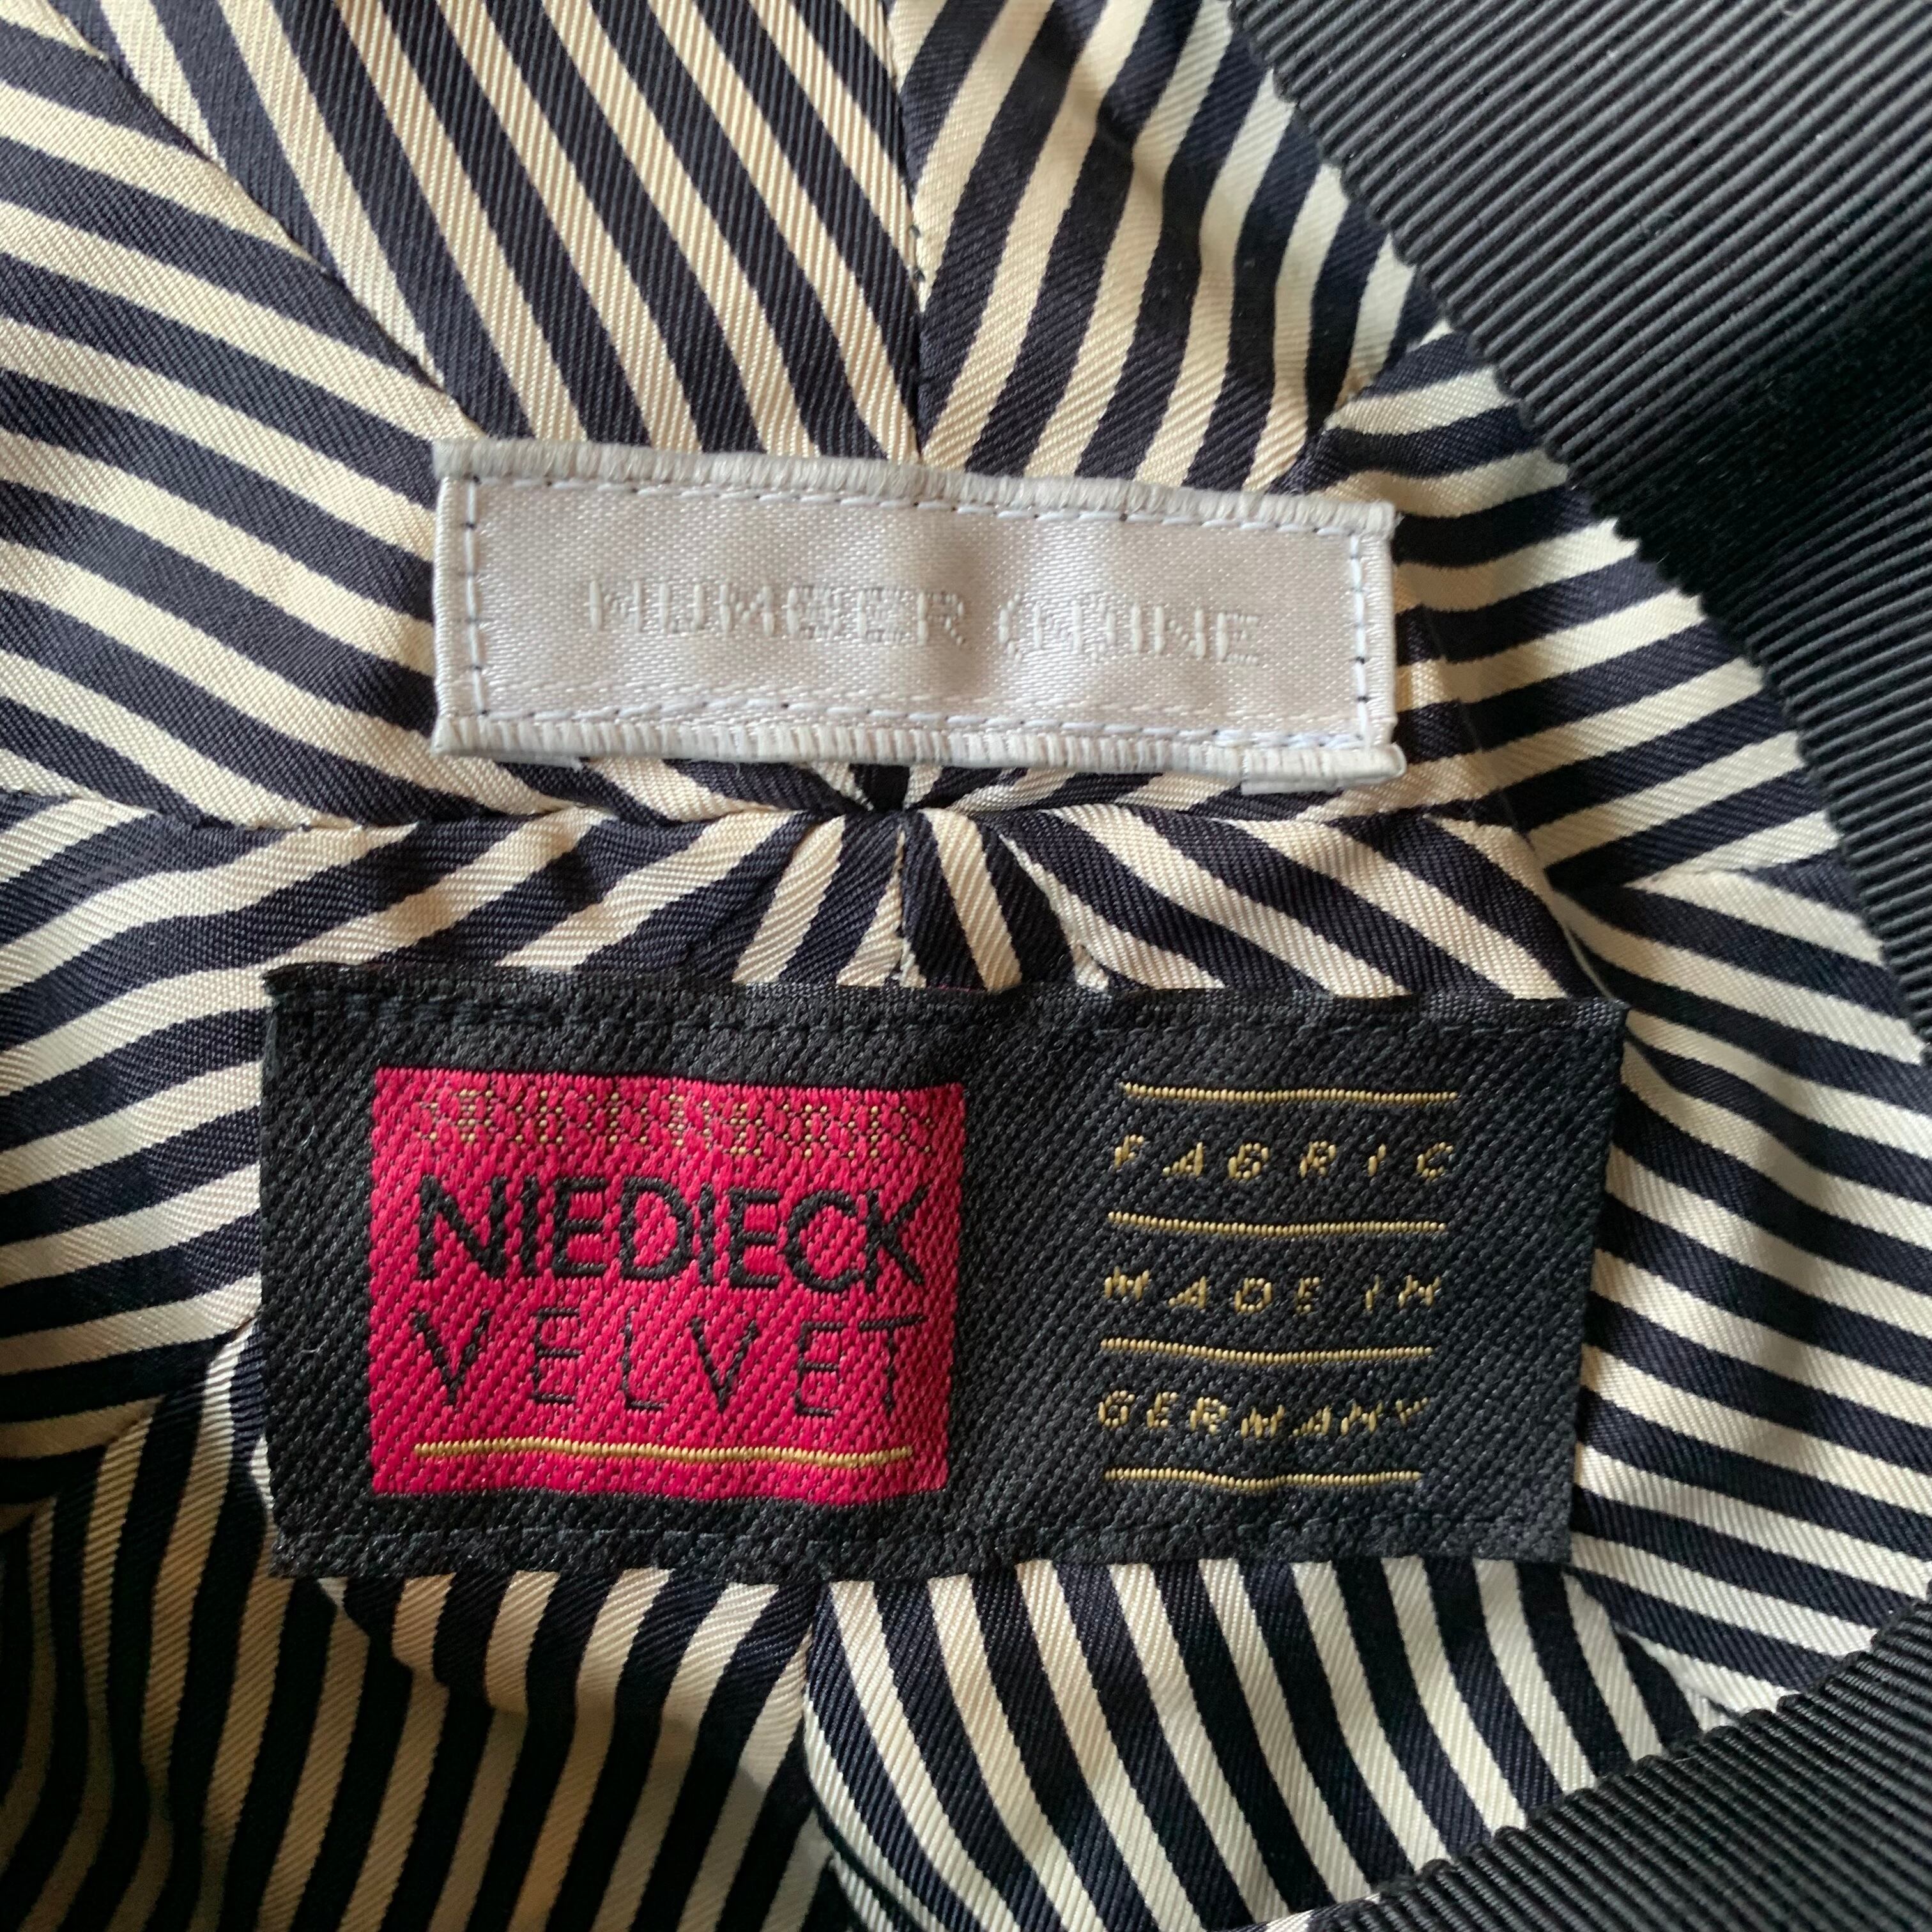 NUMBER (N)INE
NIEDIECK
VELVET
FABRIC
MADE IN
GERMANY